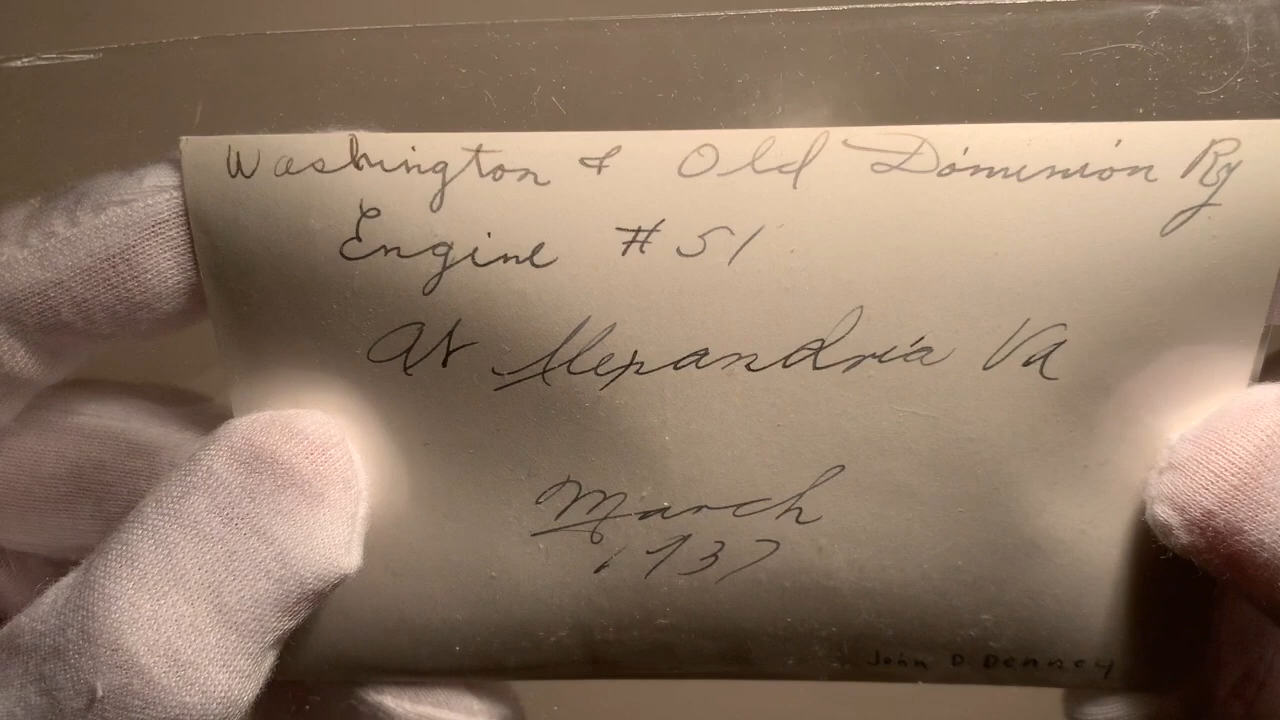 Washington & Old Dominion Ry
Engine #51
At Alexandria Va
March
1937
John D Denney